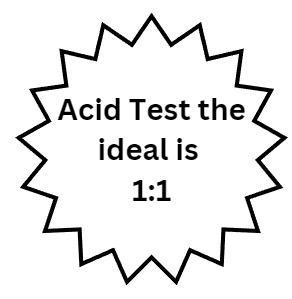 Acid Test the
ideal is
1:1